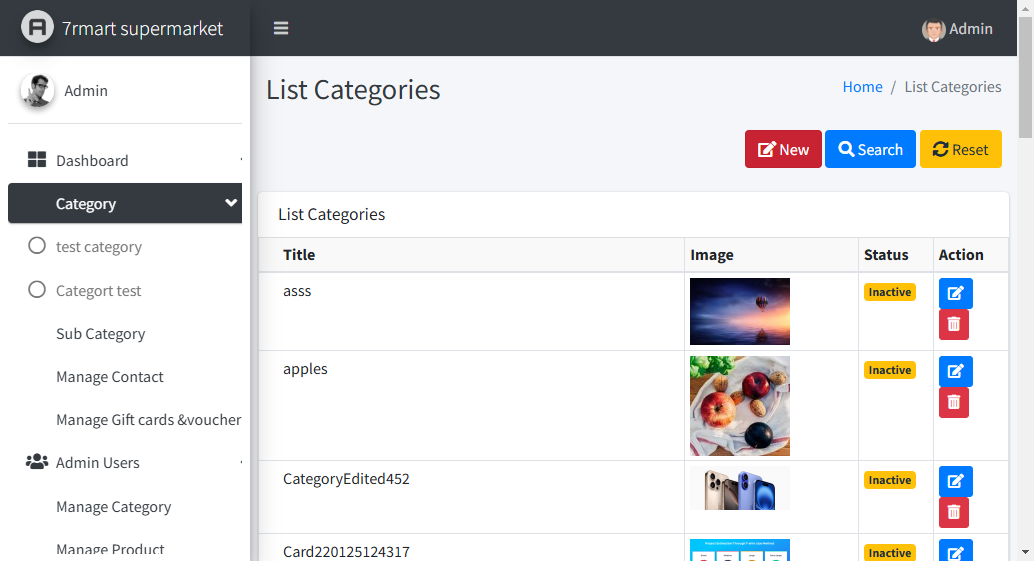 7rmart supermarket
Admin
Admin
List Categories
Home / List Categories
Dashboard
New
Search
Reset
Category
test category
Categort test
Sub Category
Manage Contact
Manage Gift cards &voucher
Admin Users
Manage Category
Manage Product
List Categories
Title Image Status Action
asss Inactive
apples Inactive
CategoryEdited452 Inactive
Card220125124317 Inactive